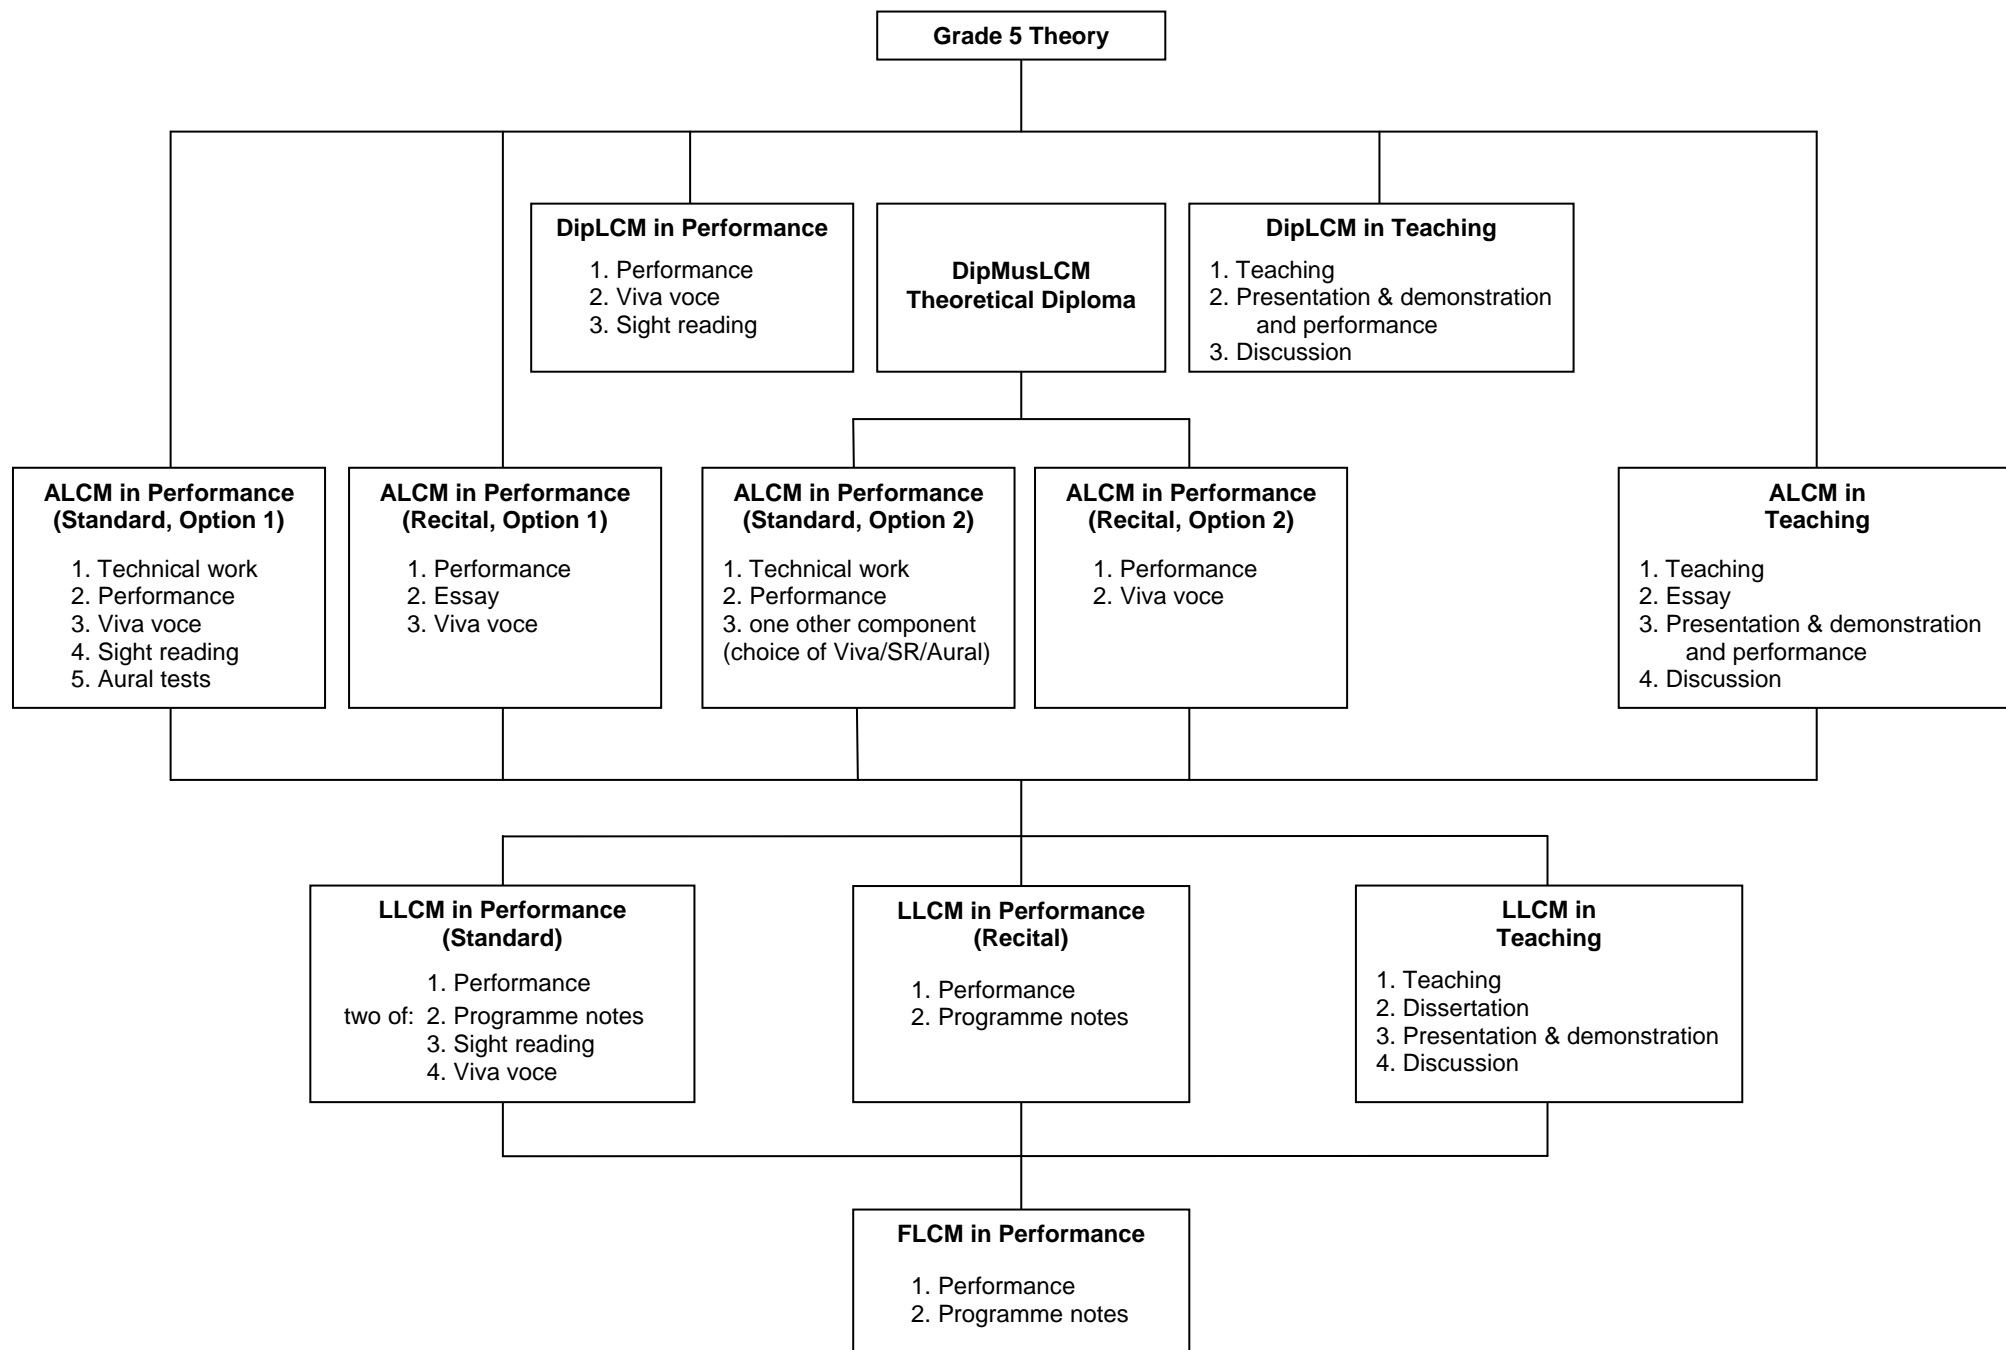 Grade 5 Theory
DipLCM in Performance
1. Performance
2. Viva voce
3. Sight reading
DipMusLCM
Theoretical Diploma
DipLCM in Teaching
1. Teaching
2. Presentation & demonstration
and performance
3. Discussion
ALCM in Performance
(Standard, Option 1)
1. Technical work
2. Performance
3. Viva voce
4. Sight reading
5. Aural tests
ALCM in Performance
(Recital, Option 1)
1. Performance
2. Essay
3. Viva voce
ALCM in Performance
(Standard, Option 2)
1. Technical work
2. Performance
3. one other component
(choice of Viva/SR/Aural)
ALCM in Performance
(Recital, Option 2)
1. Performance
2. Viva voce
ALCM in
Teaching
1. Teaching
2. Essay
3. Presentation & demonstration
and performance
4. Discussion
LLCM in Performance
(Standard)
1. Performance
two of: 2. Programme notes
3. Sight reading
4. Viva voce
LLCM in Performance
(Recital)
1. Performance
2. Programme notes
LLCM in
Teaching
1. Teaching
2. Dissertation
3. Presentation & demonstration
4. Discussion
FLCM in Performance
1. Performance
2. Programme notes